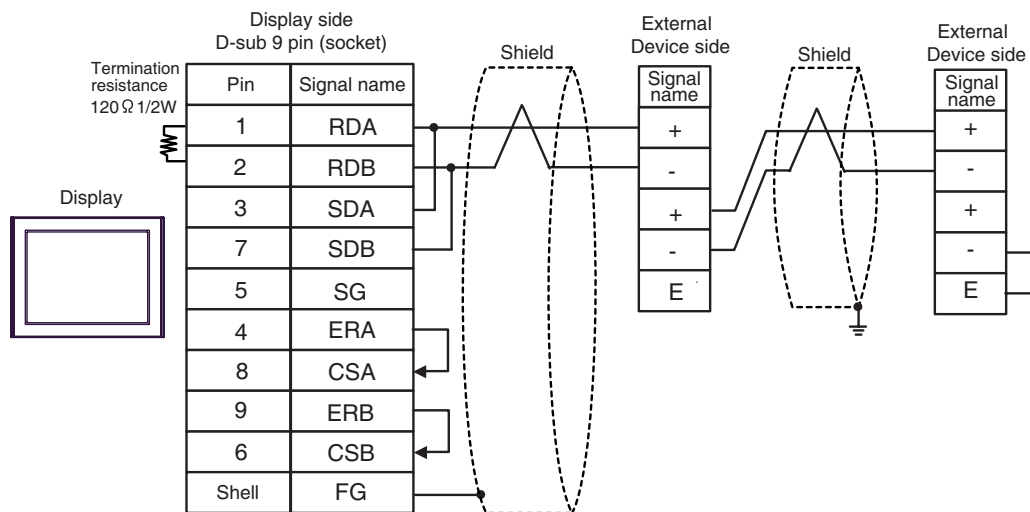 Display side
D-sub 9 pin (socket)
Termination
resistance
120Ω 1/2W
Pin Signal name
1 RDA
2 RDB
3 SDA
7 SDB
5 SG
4 ERA
8 CSA
9 ERB
6 CSB
Shell FG
Display
Shield
External
Device side
Signal
name
+
-
+
-
E
Shield
External
Device side
Signal
name
+
-
+
-
E